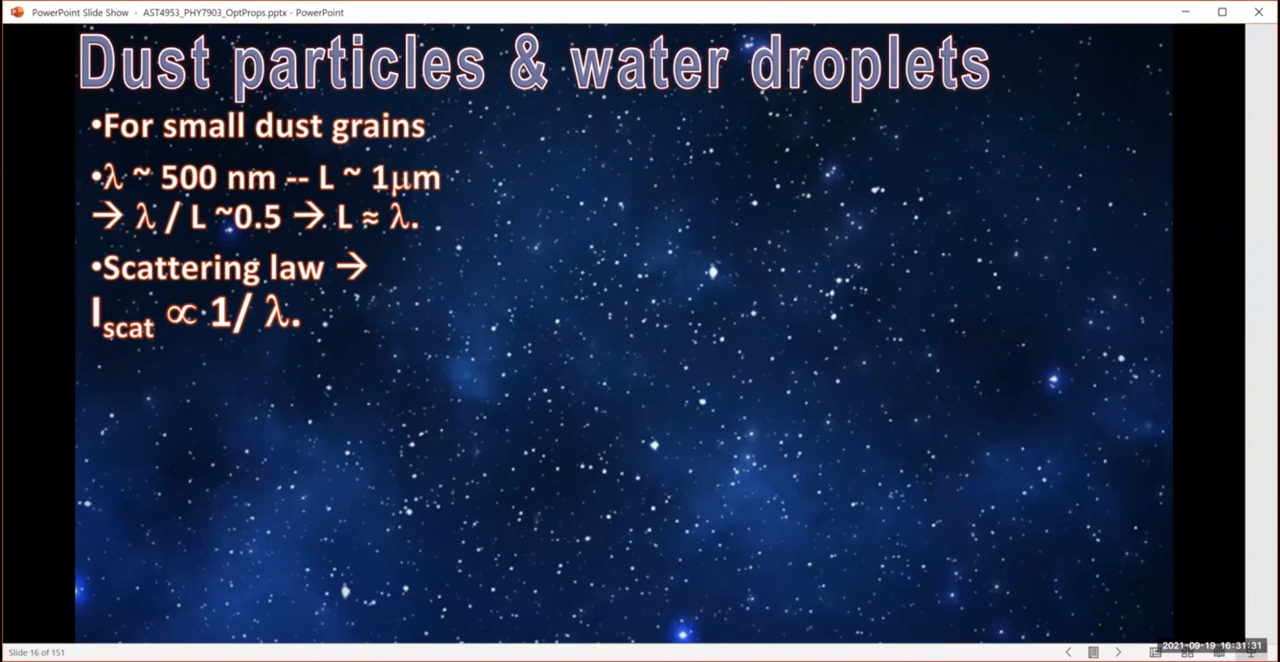 PowerPoint Slide Show - AST4953_PHY7903_OptProps.pptx - PowerPoint
Dust particles & water droplets
•For small dust grains
•λ ~ 500 nm -- L ~ 1μm
→ λ / L ~0.5 → L ≈ λ.
•Scattering law →
Iscat ∝ 1/ λ.
Slide 16 of 151
2021-09-19 16:31:31